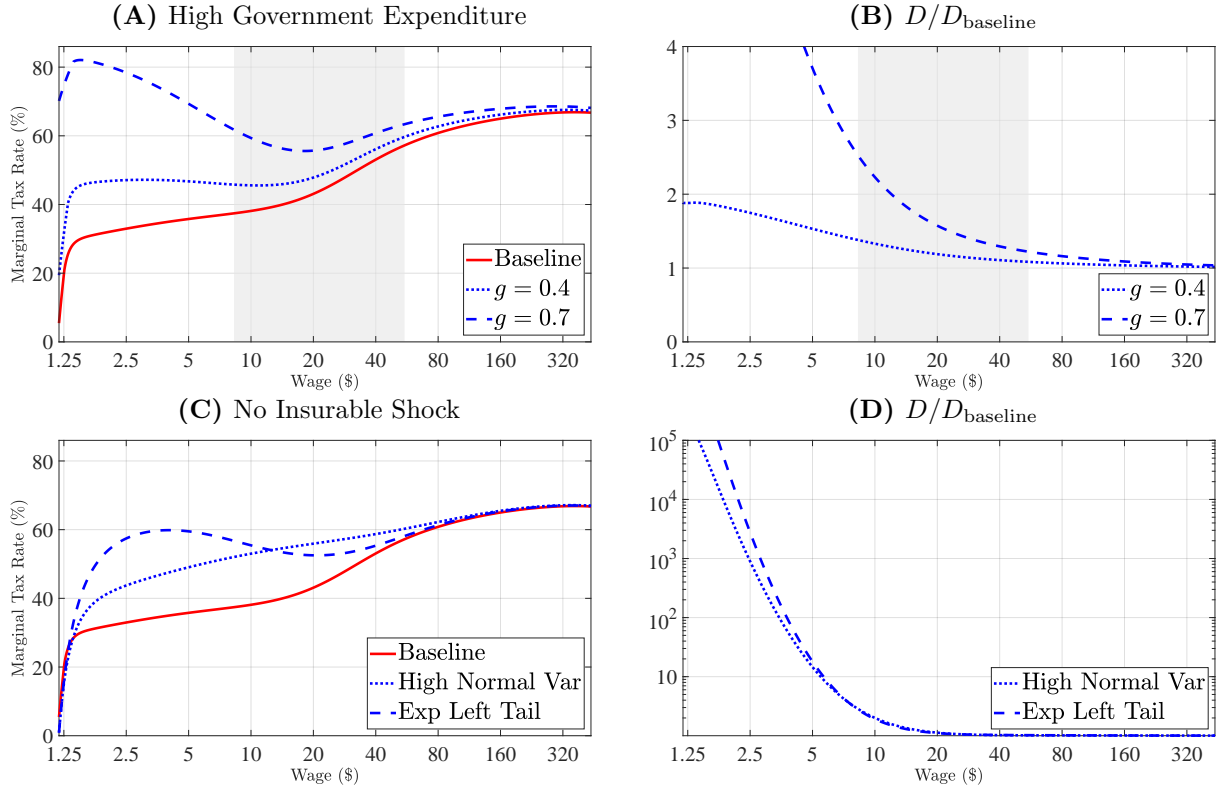 (A) High Government Expenditure
Marginal Tax Rate (%)
80
60
40
20
0
1.25 2.5 5 10 20 40 80 160 320
Wage ($)
Baseline
g = 0.4
g = 0.7
(B) D/D_baseline
4
3
2
1
0
1.25 2.5 5 10 20 40 80 160 320
Wage ($)
g = 0.4
g = 0.7
(C) No Insurable Shock
Marginal Tax Rate (%)
80
60
40
20
0
1.25 2.5 5 10 20 40 80 160 320
Wage ($)
Baseline
High Normal Var
Exp Left Tail
(D) D/D_baseline
10^5
10^4
10^3
10^2
10
1.25 2.5 5 10 20 40 80 160 320
Wage ($)
High Normal Var
Exp Left Tail